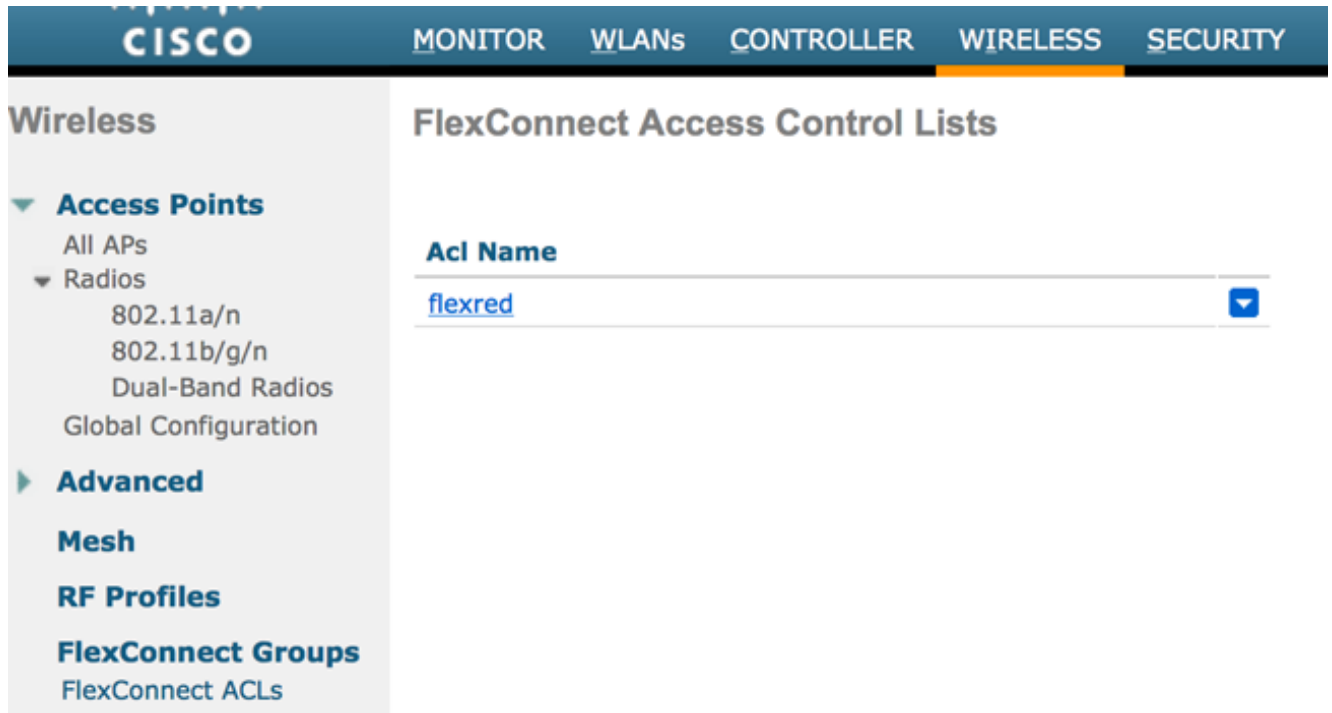 CISCO
MONITOR WLANs CONTROLLER WIRELESS SECURITY
Wireless
Access Points
All APs
Radios
802.11a/n
802.11b/g/n
Dual-Band Radios
Global Configuration
Advanced
Mesh
RF Profiles
FlexConnect Groups
FlexConnect ACLs
FlexConnect Access Control Lists
Acl Name
flexred